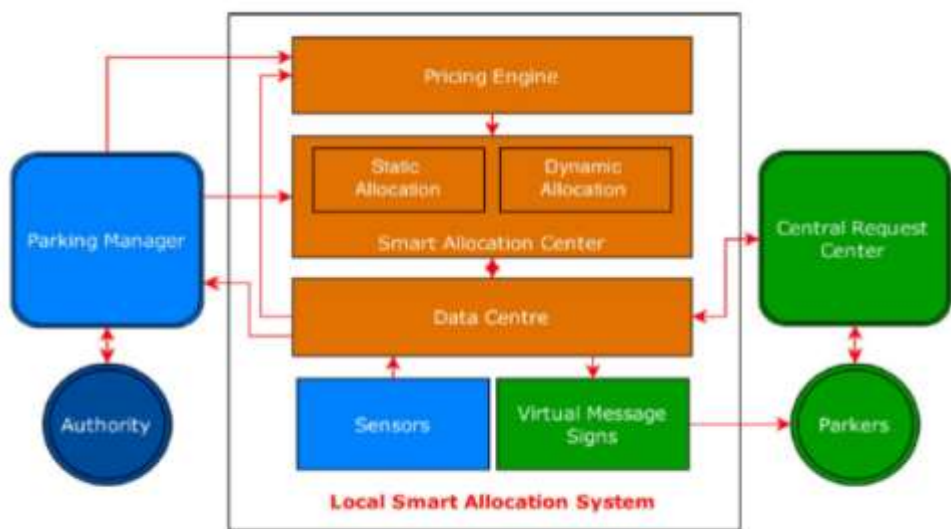 Pricing Engine
Static
Allocation
Dynamic
Allocation
Smart Allocation Center
Parking Manager
Central Request
Center
Data Centre
Authority
Sensors
Virtual Message
Signs
Parkers
Local Smart Allocation System